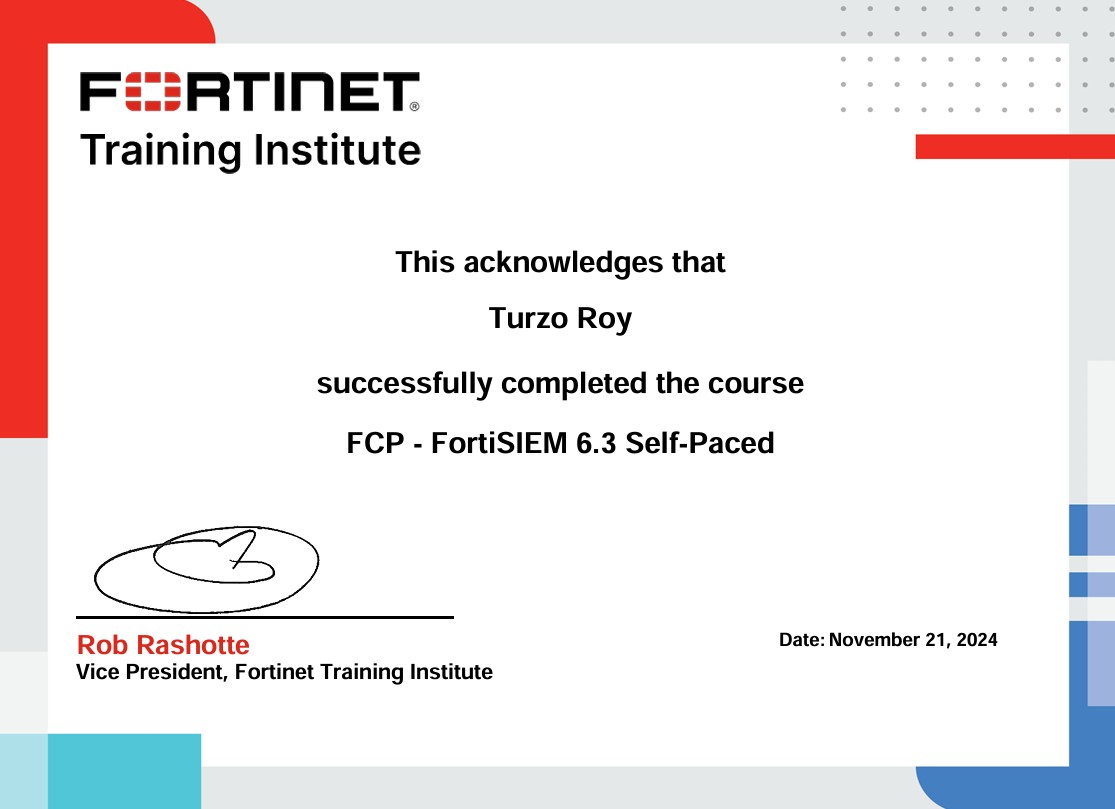 FORTINET®
Training Institute
This acknowledges that
Turzo Roy
successfully completed the course
FCP - FortiSIEM 6.3 Self-Paced
Rob Rashotte
Vice President, Fortinet Training Institute
Date: November 21, 2024